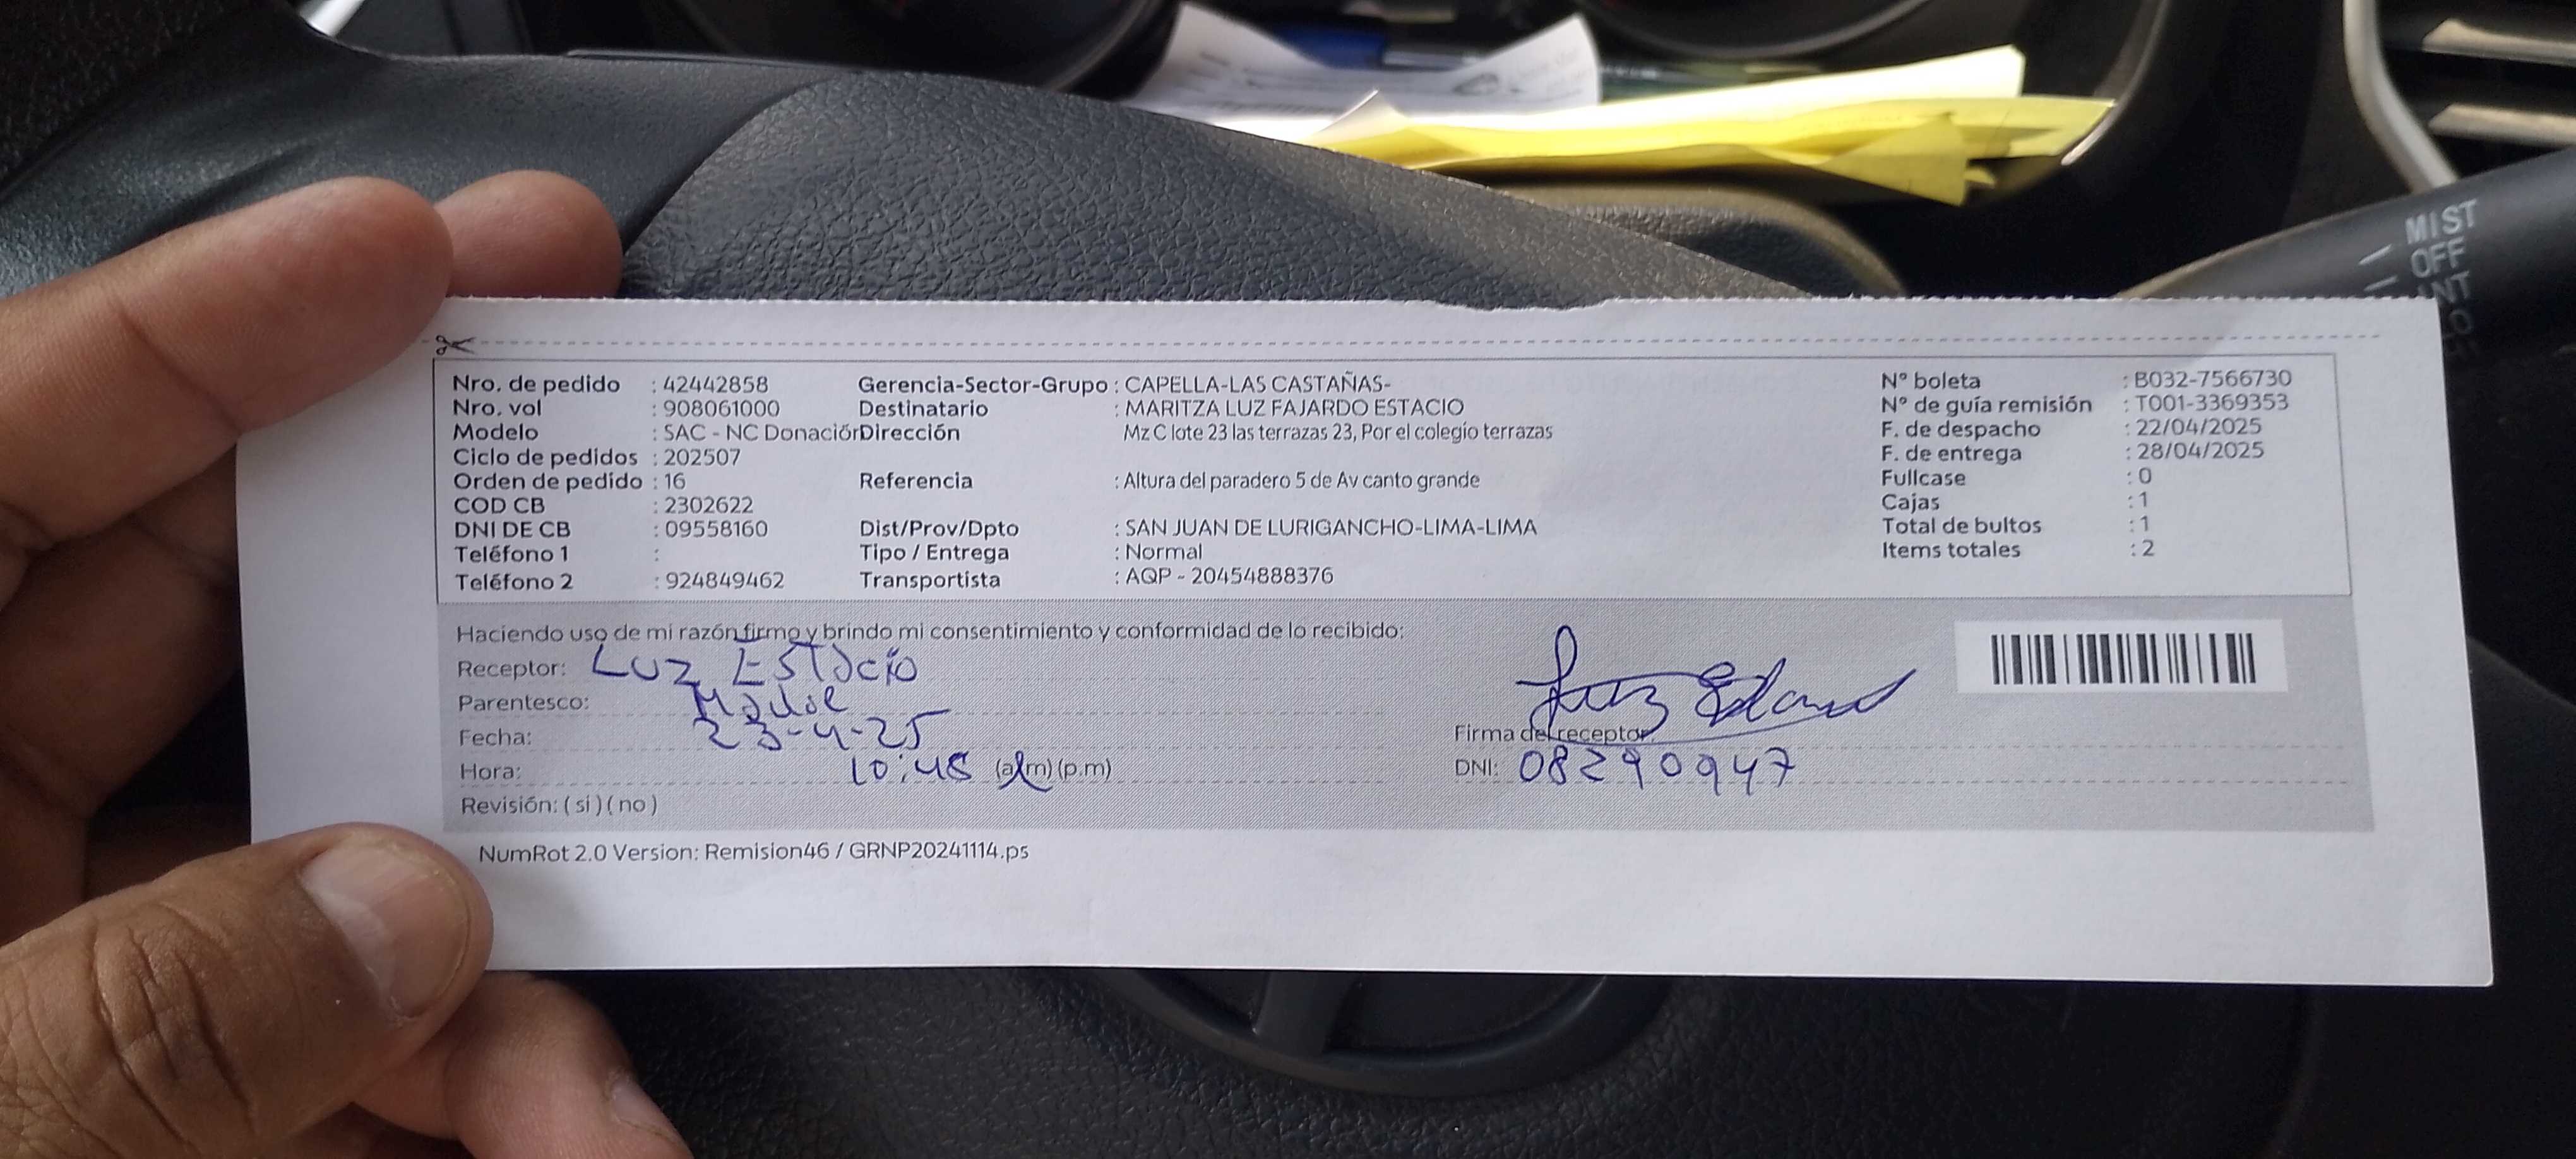 Nro. de pedido : 42442858 Gerencia-Sector-Grupo : CAPELLA-LAS CASTAÑAS- N° boleta : B032-7566730
Nro. vol : 908061000 Destinatario : MARITZA LUZ FAJARDO ESTACIO N° de guía remisión : T001-3369353
Modelo : SAC - NC Donación Dirección Mz C lote 23 las terrazas 23, Por el colegio terrazas F. de despacho : 22/04/2025
Ciclo de pedidos : 202507 F. de entrega : 28/04/2025
Orden de pedido : 16 Referencia : Altura del paradero 5 de Av canto grande Fullcase : 0
COD CB : 2302622 Cajas : 1
DNI DE CB : 09558160 Dist/Prov/Dpto : SAN JUAN DE LURIGANCHO-LIMA-LIMA Total de bultos : 1
Teléfono 1 : Tipo / Entrega : Normal Items totales : 2
Teléfono 2 : 924849462 Transportista : AQP - 20454888376
Haciendo uso de mi razón firmo y brindo mi consentimiento y conformidad de lo recibido:
Receptor: Luz Estacio
Parentesco: Madre
Fecha: 23-4-25 Firma del receptor
Hora: 10:48 (a.m) (p.m) DNI: 08290947
Revisión: ( si ) ( no )
NumRot 2.0 Version: Remision46 / GRNP20241114.ps
MIST
OFF